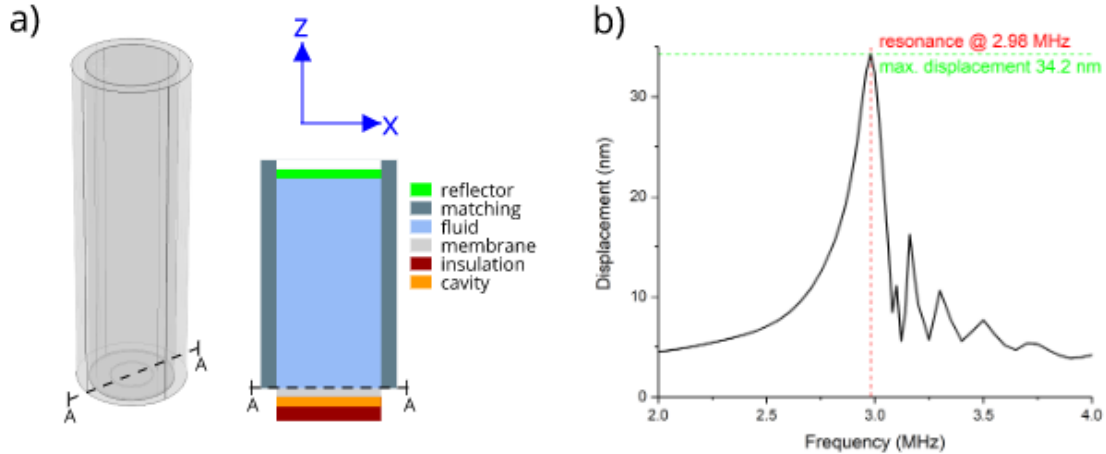 a)
A
A
Z
X
A
A
reflector
matching
fluid
membrane
insulation
cavity
b)
resonance @ 2.98 MHz
max. displacement 34.2 nm
Displacement (nm)
30
20
10
0
2.0
2.5
3.0
3.5
4.0
Frequency (MHz)